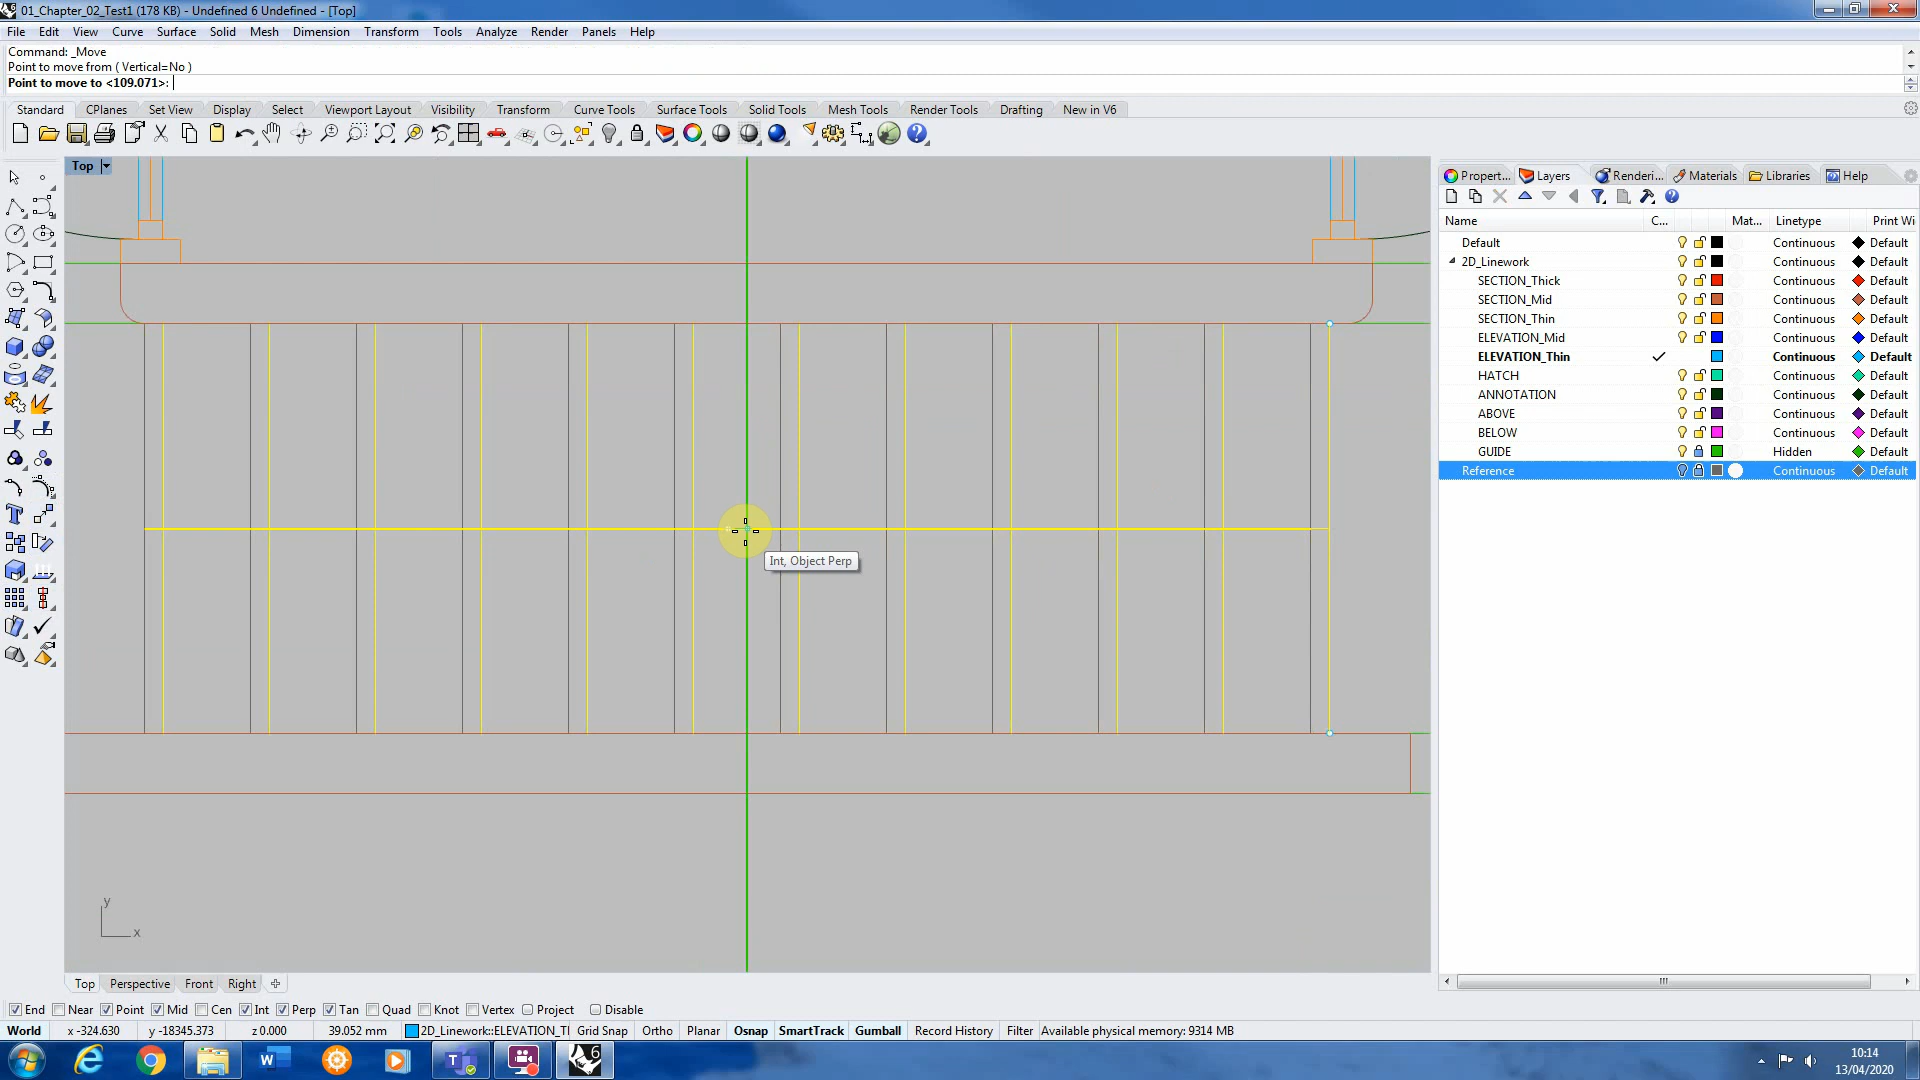 01_Chapter_02_Test1 (178 KB) - Undefined 6 Undefined - [Top]
File Edit View Curve Surface Solid Mesh Dimension Transform Tools Analyze Render Panels Help
Command: _Move
Point to move from ( Vertical=No )
Point to move to <109.071>:
Standard CPlanes Set View Display Select Viewport Layout Visibility Transform Curve Tools Surface Tools Solid Tools Mesh Tools Render Tools Drafting New in V6
Top
Propert... Layers Renderi... Materials Libraries Help
Name C... Mat... Linetype Print Wi
Default Continuous Default
2D_Linework Continuous Default
SECTION_Thick Continuous Default
SECTION_Mid Continuous Default
SECTION_Thin Continuous Default
ELEVATION_Mid Continuous Default
ELEVATION_Thin Continuous Default
HATCH Continuous Default
ANNOTATION Continuous Default
ABOVE Continuous Default
BELOW Continuous Default
GUIDE Hidden Default
Reference Continuous Default
Int, Object Perp
y
x
Top Perspective Front Right
End Near Point Mid Cen Int Perp Tan Quad Knot Vertex Project Disable
World x -324.630 y -18345.373 z 0.000 39.052 mm 2D_Linework::ELEVATION_TI Grid Snap Ortho Planar Osnap SmartTrack Gumball Record History Filter Available physical memory: 9314 MB
10:14
13/04/2020